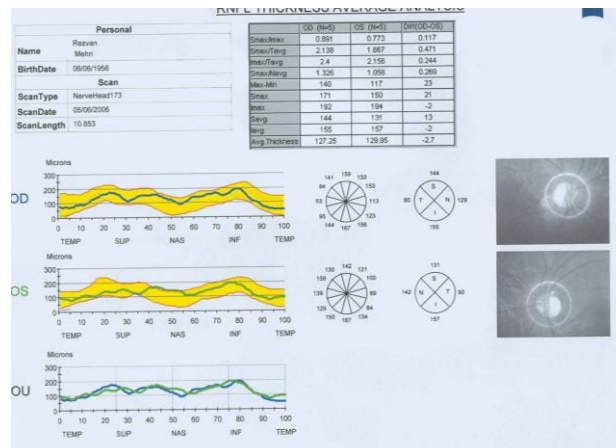 RNFL THICKNESS AVERAGE ANALYSIS
Personal
Name Razvan Mehri
BirthDate 06/06/1956
Scan
ScanType NerveHead173
ScanDate 05/06/2006
ScanLength 10.853
OD (N=5) OS (N=5) Diff(OD-OS)
Smax/Imax 0.891 0.773 0.117
Smax/Tavg 2.138 1.667 0.471
Imax/Tavg 2.4 2.156 0.244
Smax/Navg 1.326 1.056 0.269
Max-Min 140 117 23
Smax 171 150 21
Imax 192 194 -2
Savg 144 131 13
Iavg 155 157 -2
Avg.Thickness 127.25 129.95 -2.7
Microns
OD
300
200
100
0 10 20 30 40 50 60 70 80 90 100
TEMP SUP NAS INF TEMP
141 159 133
84 153
93 113
95 123
144 167 156
144
80 T S N I 129
155
Microns
OS
300
200
100
0 10 20 30 40 50 60 70 80 90 100
TEMP SUP NAS INF TEMP
130 142 121
159 100
139 89
129 84
150 187 134
131
142 N S T I 90
157
Microns
OU
300
200
100
0 10 20 30 40 50 60 70 80 90 100
TEMP SUP NAS INF TEMP